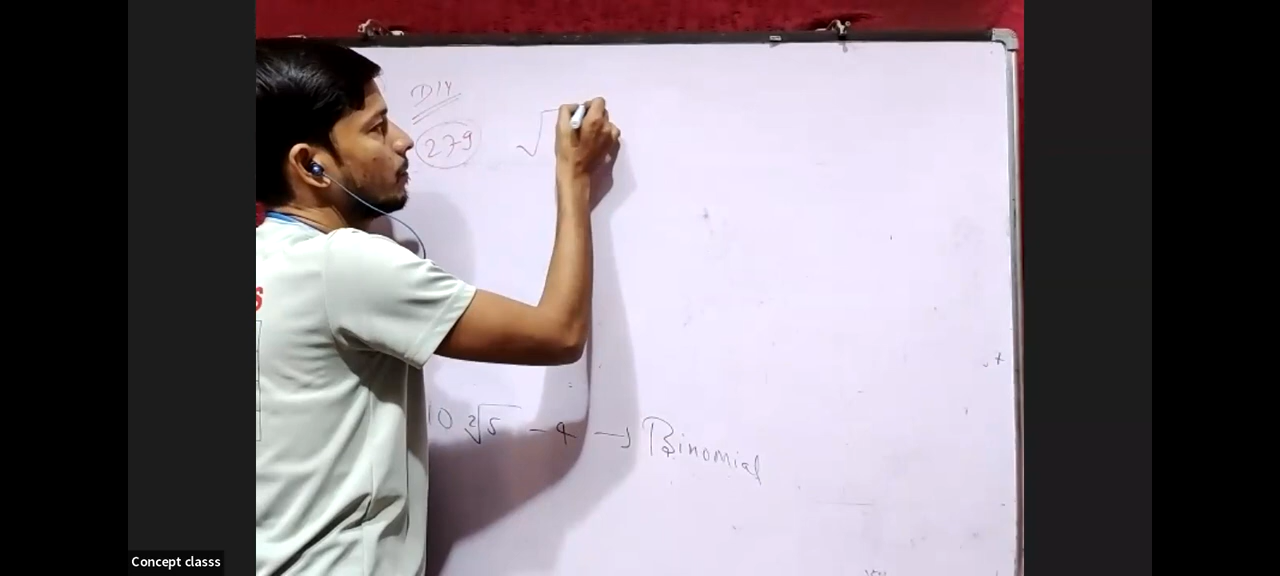 DIY
279
√
10 ²√5 - 4 → Binomial
Concept classs